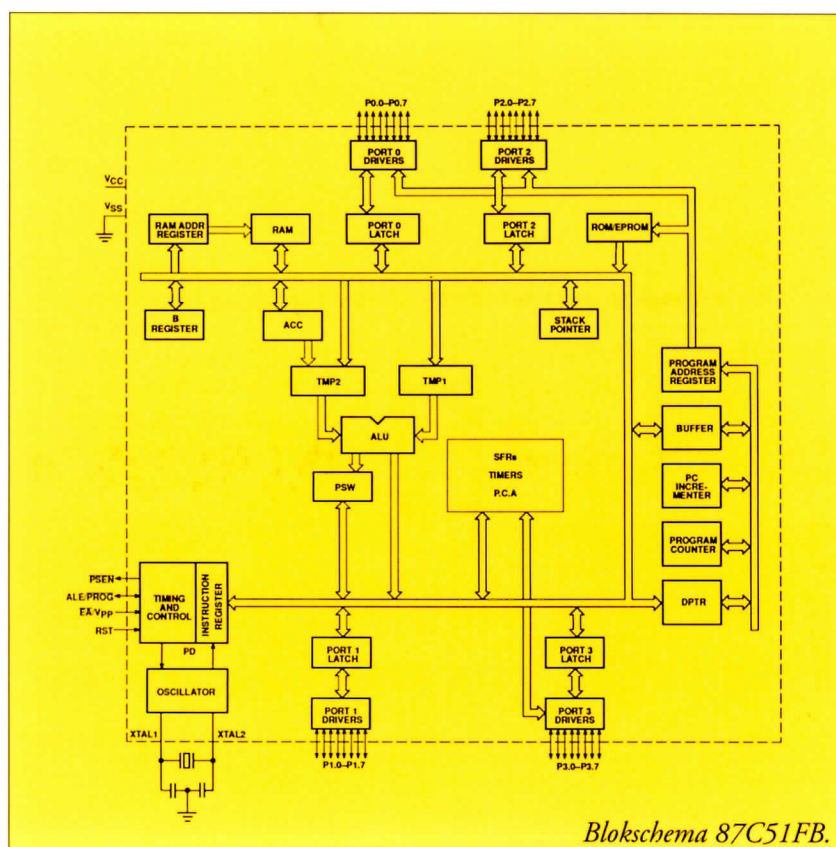 P0.0–P0.7
P2.0–P2.7
PORT 0
DRIVERS
PORT 2
DRIVERS
VCC
VSS
RAM ADDR
REGISTER
RAM
PORT 0
LATCH
PORT 2
LATCH
ROM/EPROM
B
REGISTER
ACC
STACK
POINTER
TMP2
TMP1
PROGRAM
ADDRESS
REGISTER
ALU
BUFFER
SFRs
TIMERS
P.C.A
PSW
PC
INCRE-
MENTER
PROGRAM
COUNTER
PSEN
ALE/PROG
EA/VPP
RST
TIMING
AND
CONTROL
INSTRUCTION
REGISTER
DPTR
PD
PORT 1
LATCH
PORT 3
LATCH
OSCILLATOR
PORT 1
DRIVERS
PORT 3
DRIVERS
XTAL1
XTAL2
P1.0–P1.7
P3.0–P3.7
Blokschema 87C51FB.